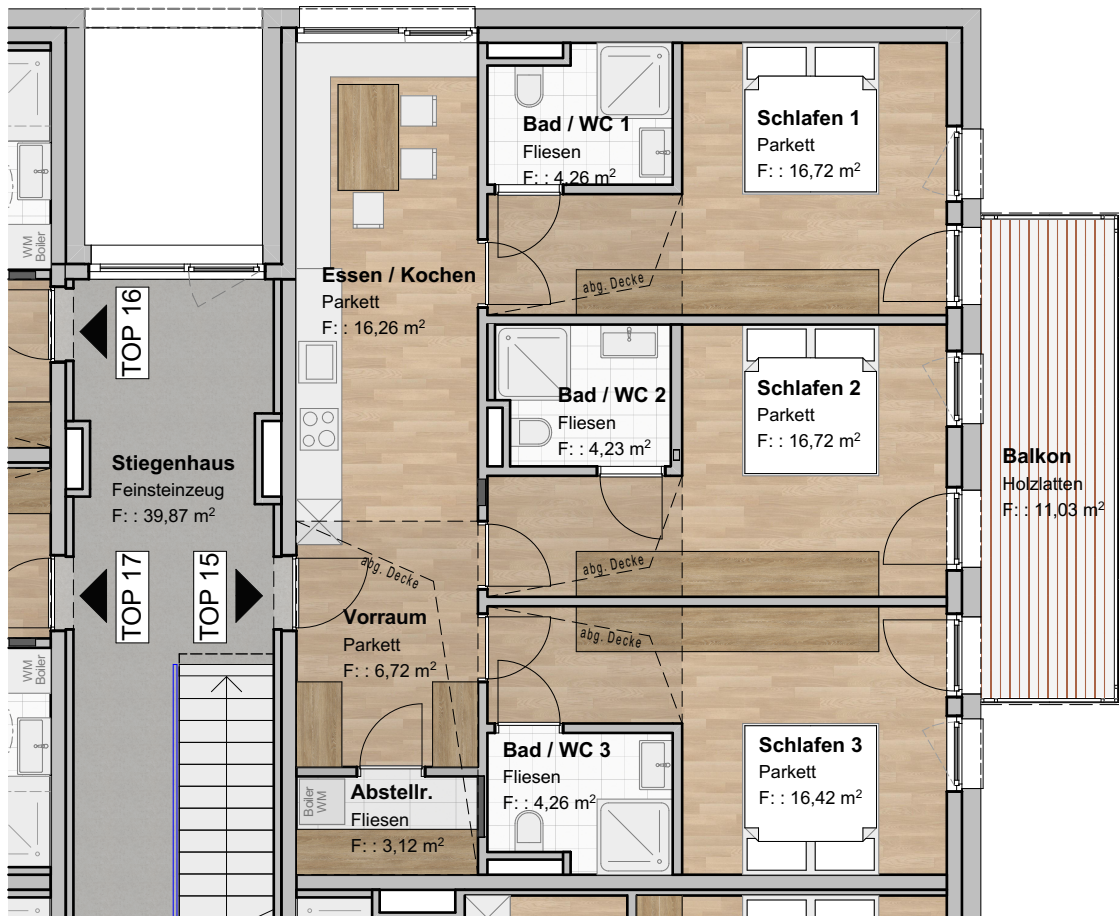 Bad / WC 1
Fliesen
F: : 4,26 m²
Schlafen 1
Parkett
F: : 16,72 m²
WM
Boiler
Essen / Kochen
Parkett
F: : 16,26 m²
abg. Decke
TOP 16
Bad / WC 2
Fliesen
F: : 4,23 m²
Schlafen 2
Parkett
F: : 16,72 m²
Stiegenhaus
Feinsteinzeug
F: : 39,87 m²
Balkon
Holzlatten
F: : 11,03 m²
abg. Decke
abg. Decke
TOP 17
TOP 15
Vorraum
Parkett
F: : 6,72 m²
abg. Decke
WM
Boiler
Bad / WC 3
Fliesen
F: : 4,26 m²
Schlafen 3
Parkett
F: : 16,42 m²
Boiler
WM
Abstellr.
Fliesen
F: : 3,12 m²